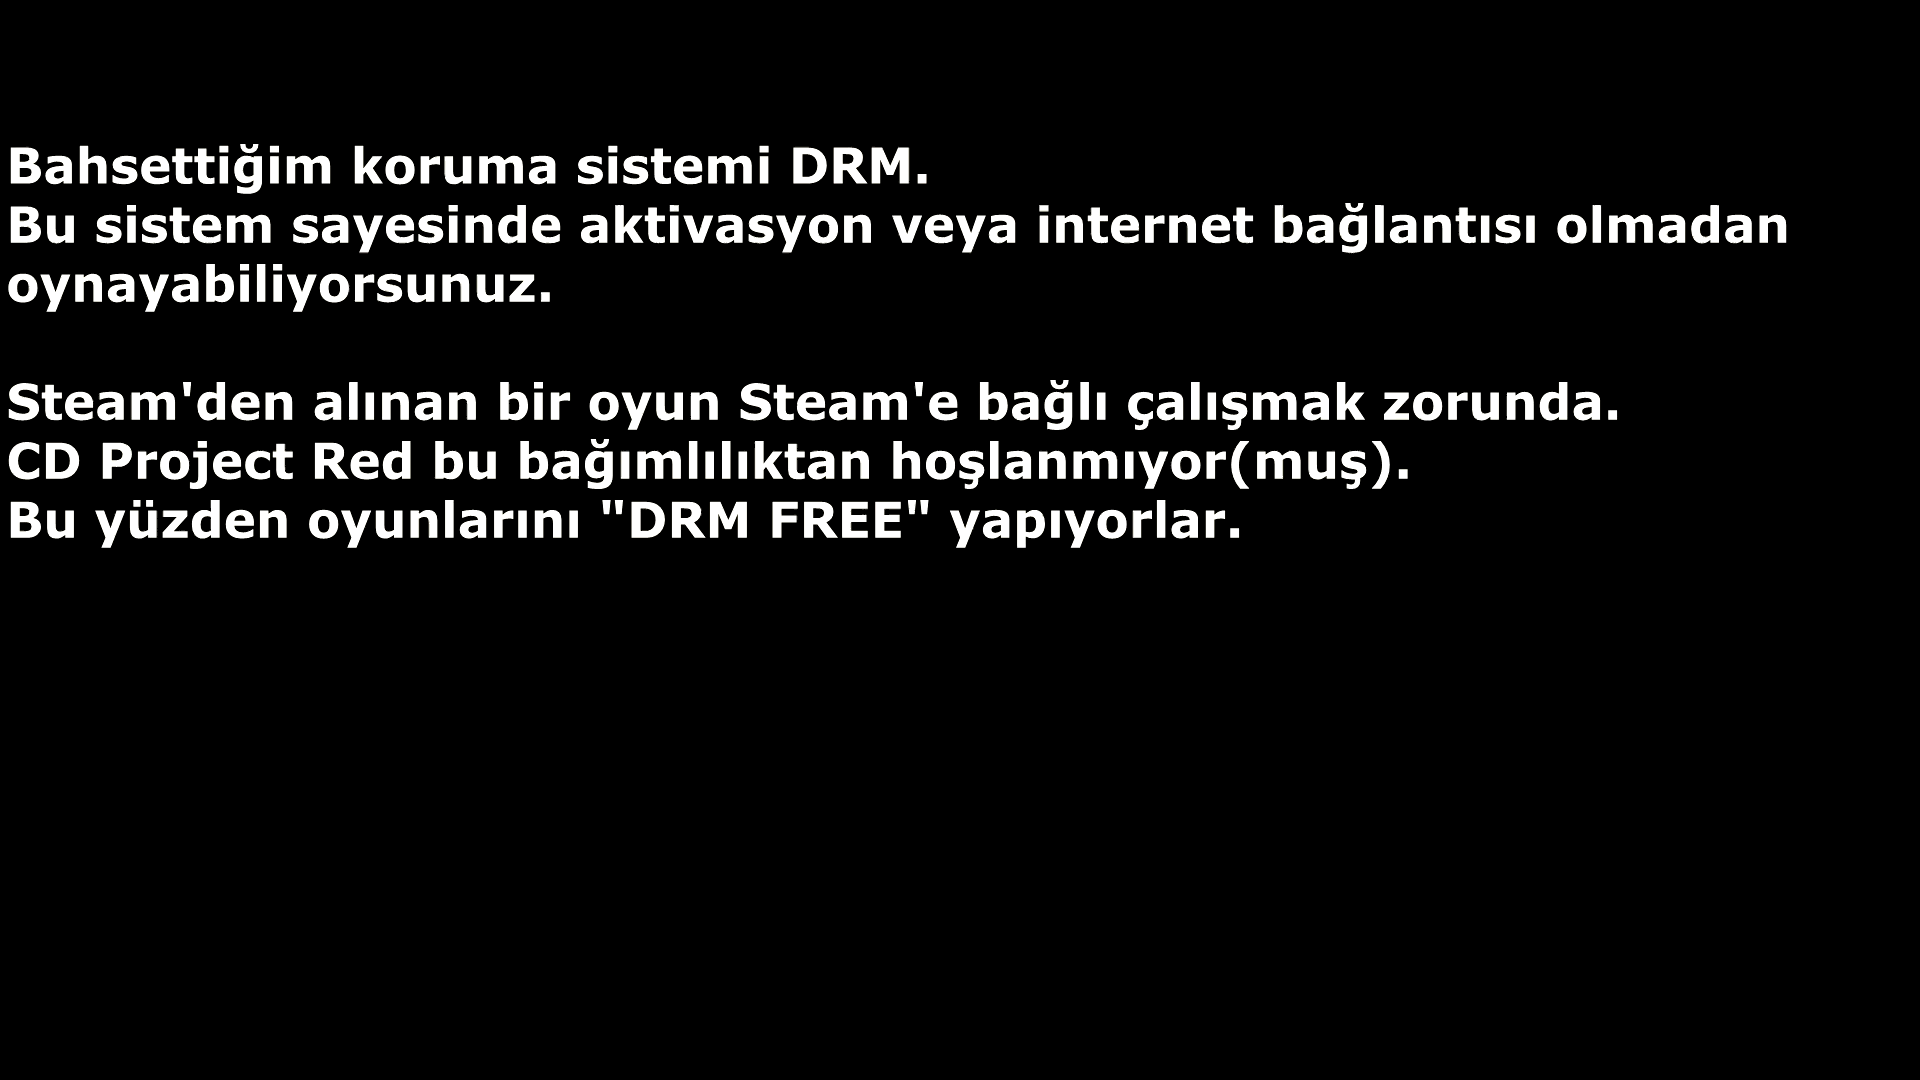 Bahsettiğim koruma sistemi DRM.
Bu sistem sayesinde aktivasyon veya internet bağlantısı olmadan
oynayabiliyorsunuz.
Steam'den alınan bir oyun Steam'e bağlı çalışmak zorunda.
CD Project Red bu bağımlılıktan hoşlanmıyor(muş).
Bu yüzden oyunlarını "DRM FREE" yapıyorlar.